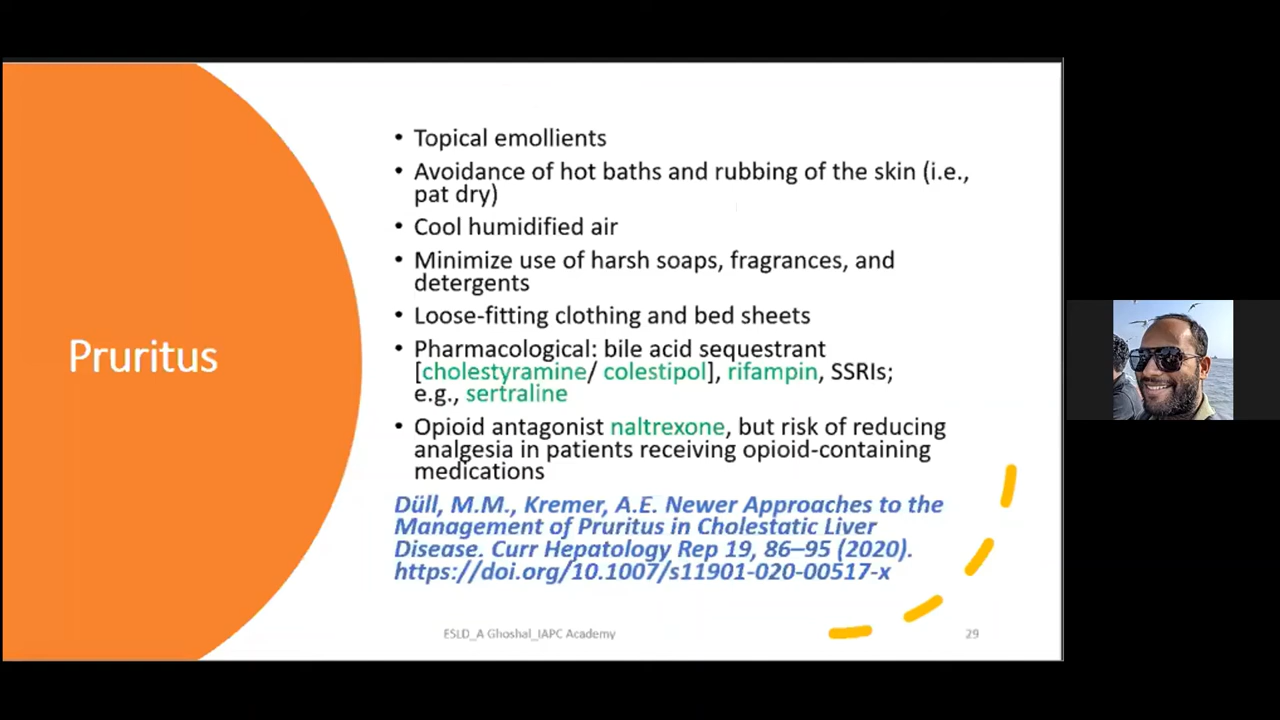 Pruritus
• Topical emollients
• Avoidance of hot baths and rubbing of the skin (i.e.,
pat dry)
• Cool humidified air
• Minimize use of harsh soaps, fragrances, and
detergents
• Loose-fitting clothing and bed sheets
• Pharmacological: bile acid sequestrant
[cholestyramine/ colestipol], rifampin, SSRIs;
e.g., sertraline
• Opioid antagonist naltrexone, but risk of reducing
analgesia in patients receiving opioid-containing
medications
Düll, M.M., Kremer, A.E. Newer Approaches to the
Management of Pruritus in Cholestatic Liver
Disease. Curr Hepatology Rep 19, 86–95 (2020).
https://doi.org/10.1007/s11901-020-00517-x
ESLD_A Ghoshal_IAPC Academy
29